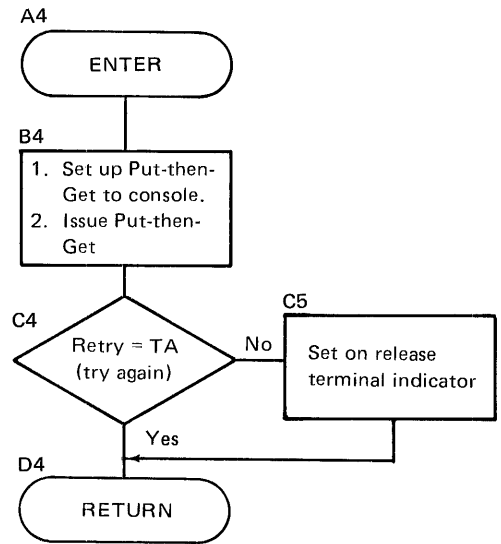 A4
ENTER
B4
1. Set up Put-then-
Get to console.
2. Issue Put-then-
Get
C4
Retry = TA
(try again)
No
C5
Set on release
terminal indicator
Yes
D4
RETURN